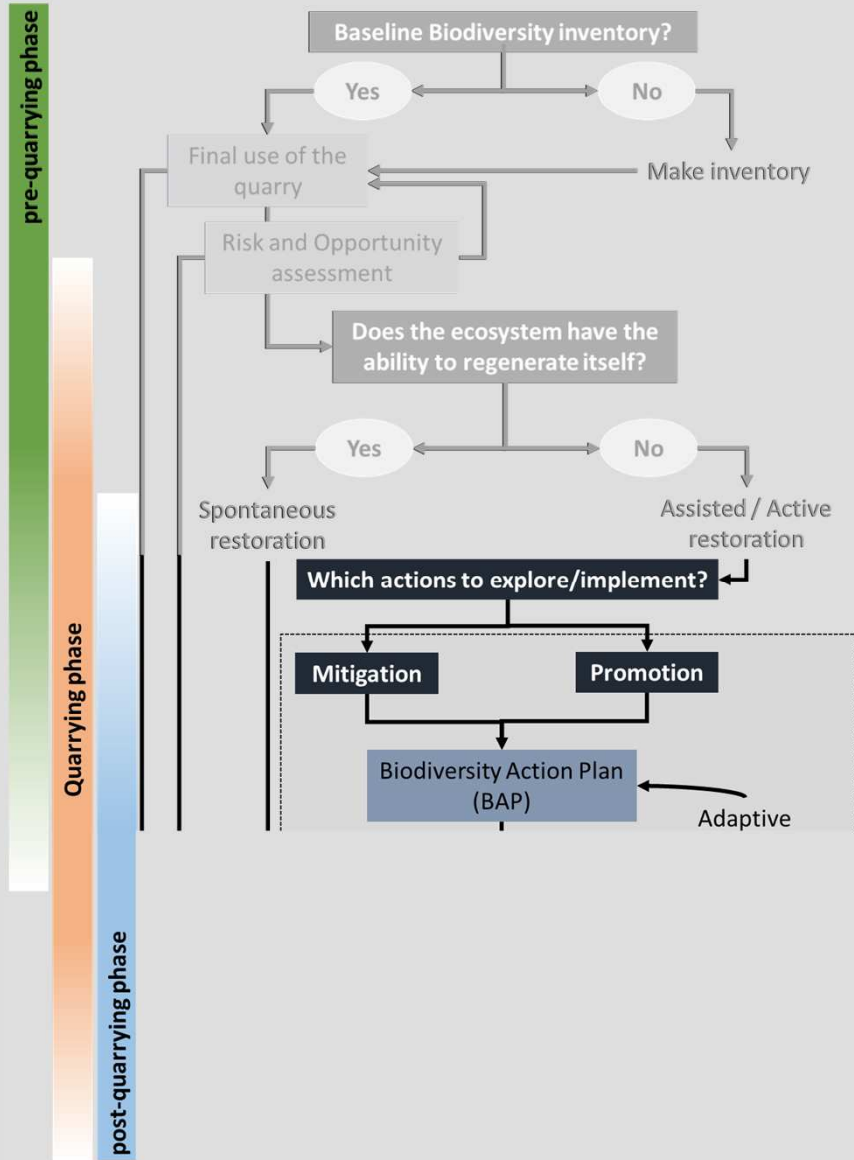 pre-quarrying phase
Quarrying phase
post-quarrying phase
Baseline Biodiversity inventory?
Yes
No
Final use of the
quarry
Make inventory
Risk and Opportunity
assessment
Does the ecosystem have the
ability to regenerate itself?
Yes
No
Spontaneous
restoration
Assisted / Active
restoration
Which actions to explore/implement?
Mitigation
Promotion
Biodiversity Action Plan
(BAP)
Adaptive